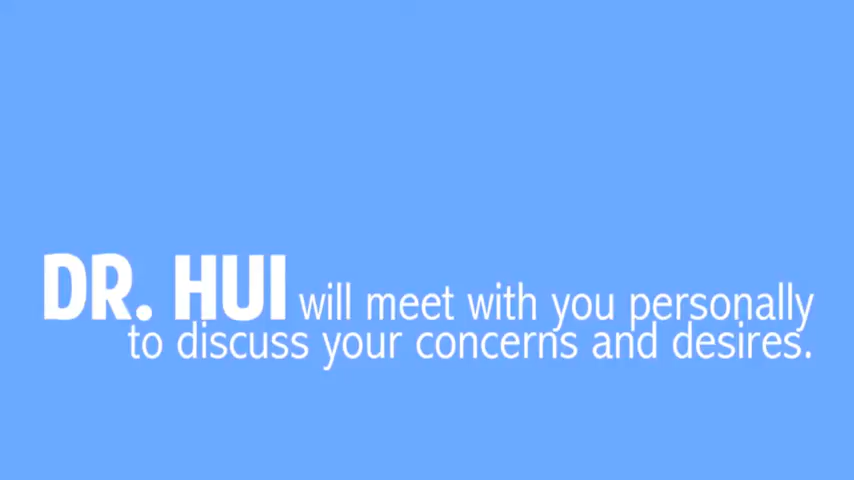 DR. HUI will meet with you personally
to discuss your concerns and desires.